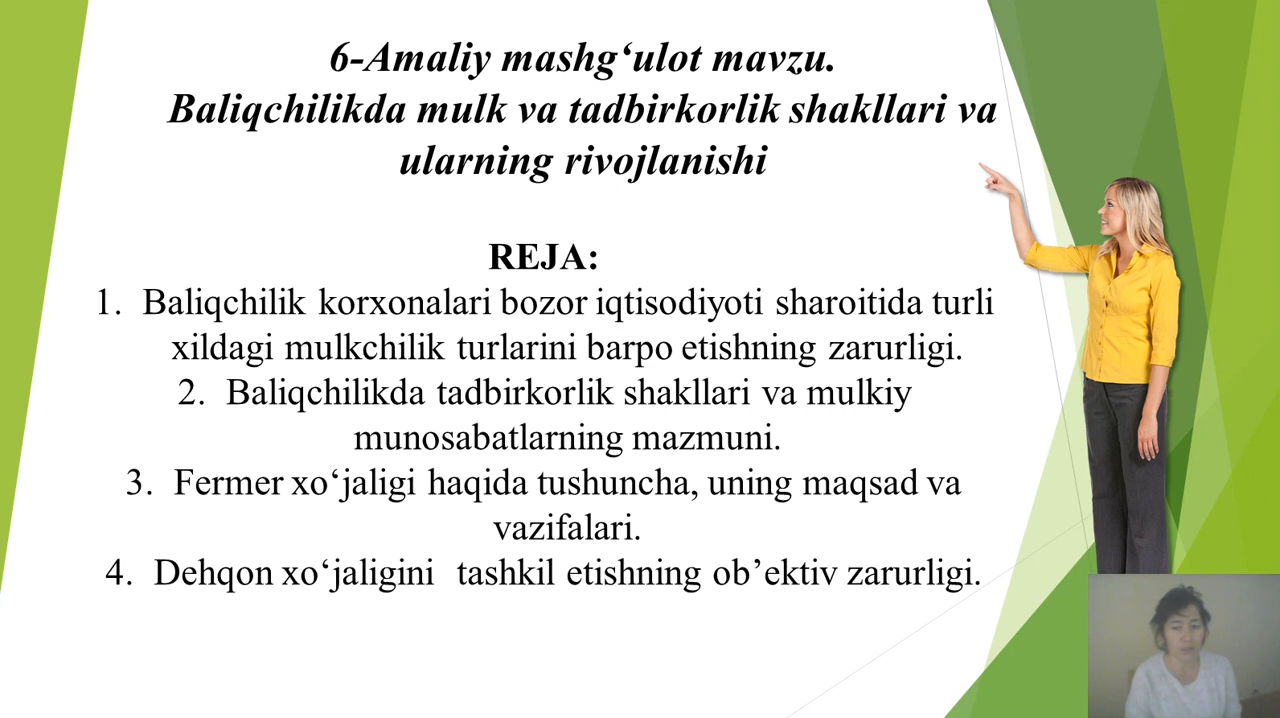 6-Amaliy mashg‘ulot mavzu.
Baliqchilikda mulk va tadbirkorlik shakllari va
ularning rivojlanishi
REJA:
1. Baliqchilik korxonalari bozor iqtisodiyoti sharoitida turli
xildagi mulkchilik turlarini barpo etishning zarurligi.
2. Baliqchilikda tadbirkorlik shakllari va mulkiy
munosabatlarning mazmuni.
3. Fermer xo‘jaligi haqida tushuncha, uning maqsad va
vazifalari.
4. Dehqon xo‘jaligini tashkil etishning ob’ektiv zarurligi.